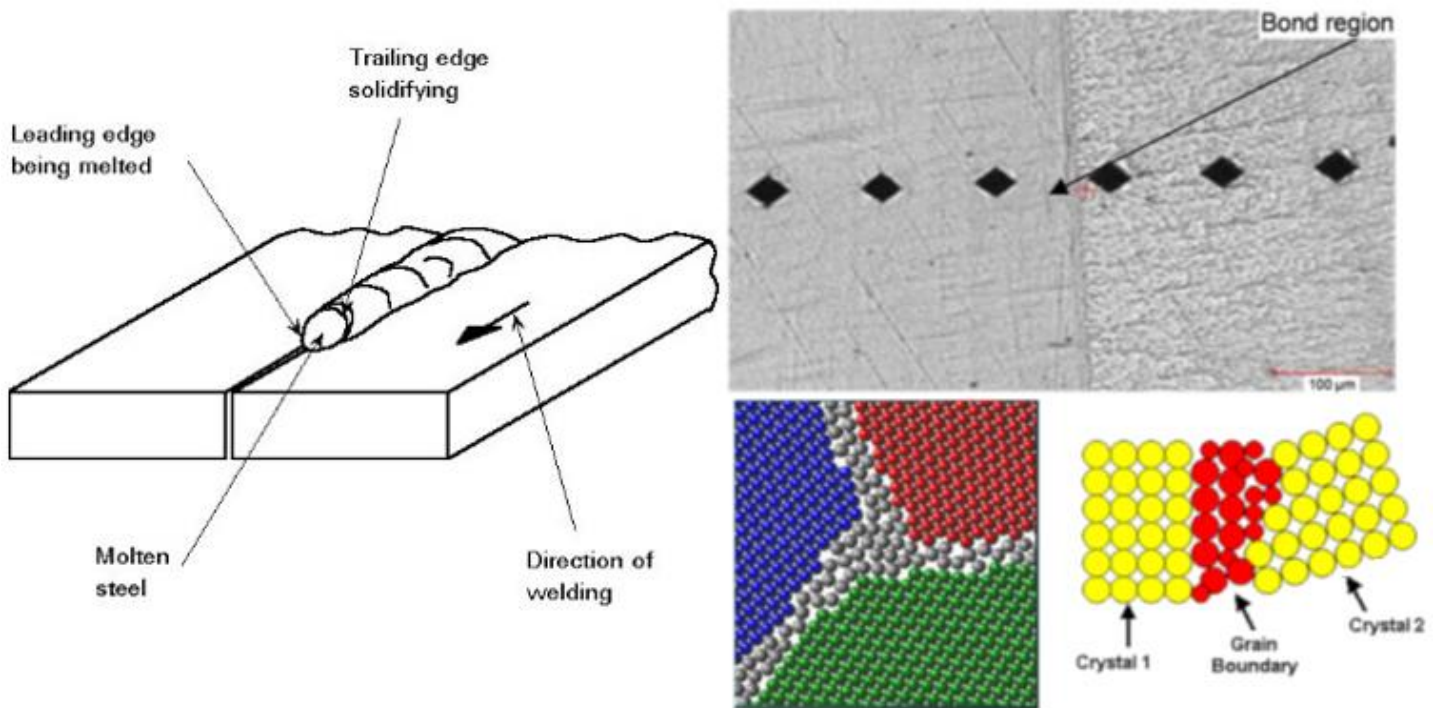 Trailing edge
solidifying
Leading edge
being melted
Molten
steel
Direction of
welding
Bond region
100 µm
Crystal 1
Grain
Boundary
Crystal 2